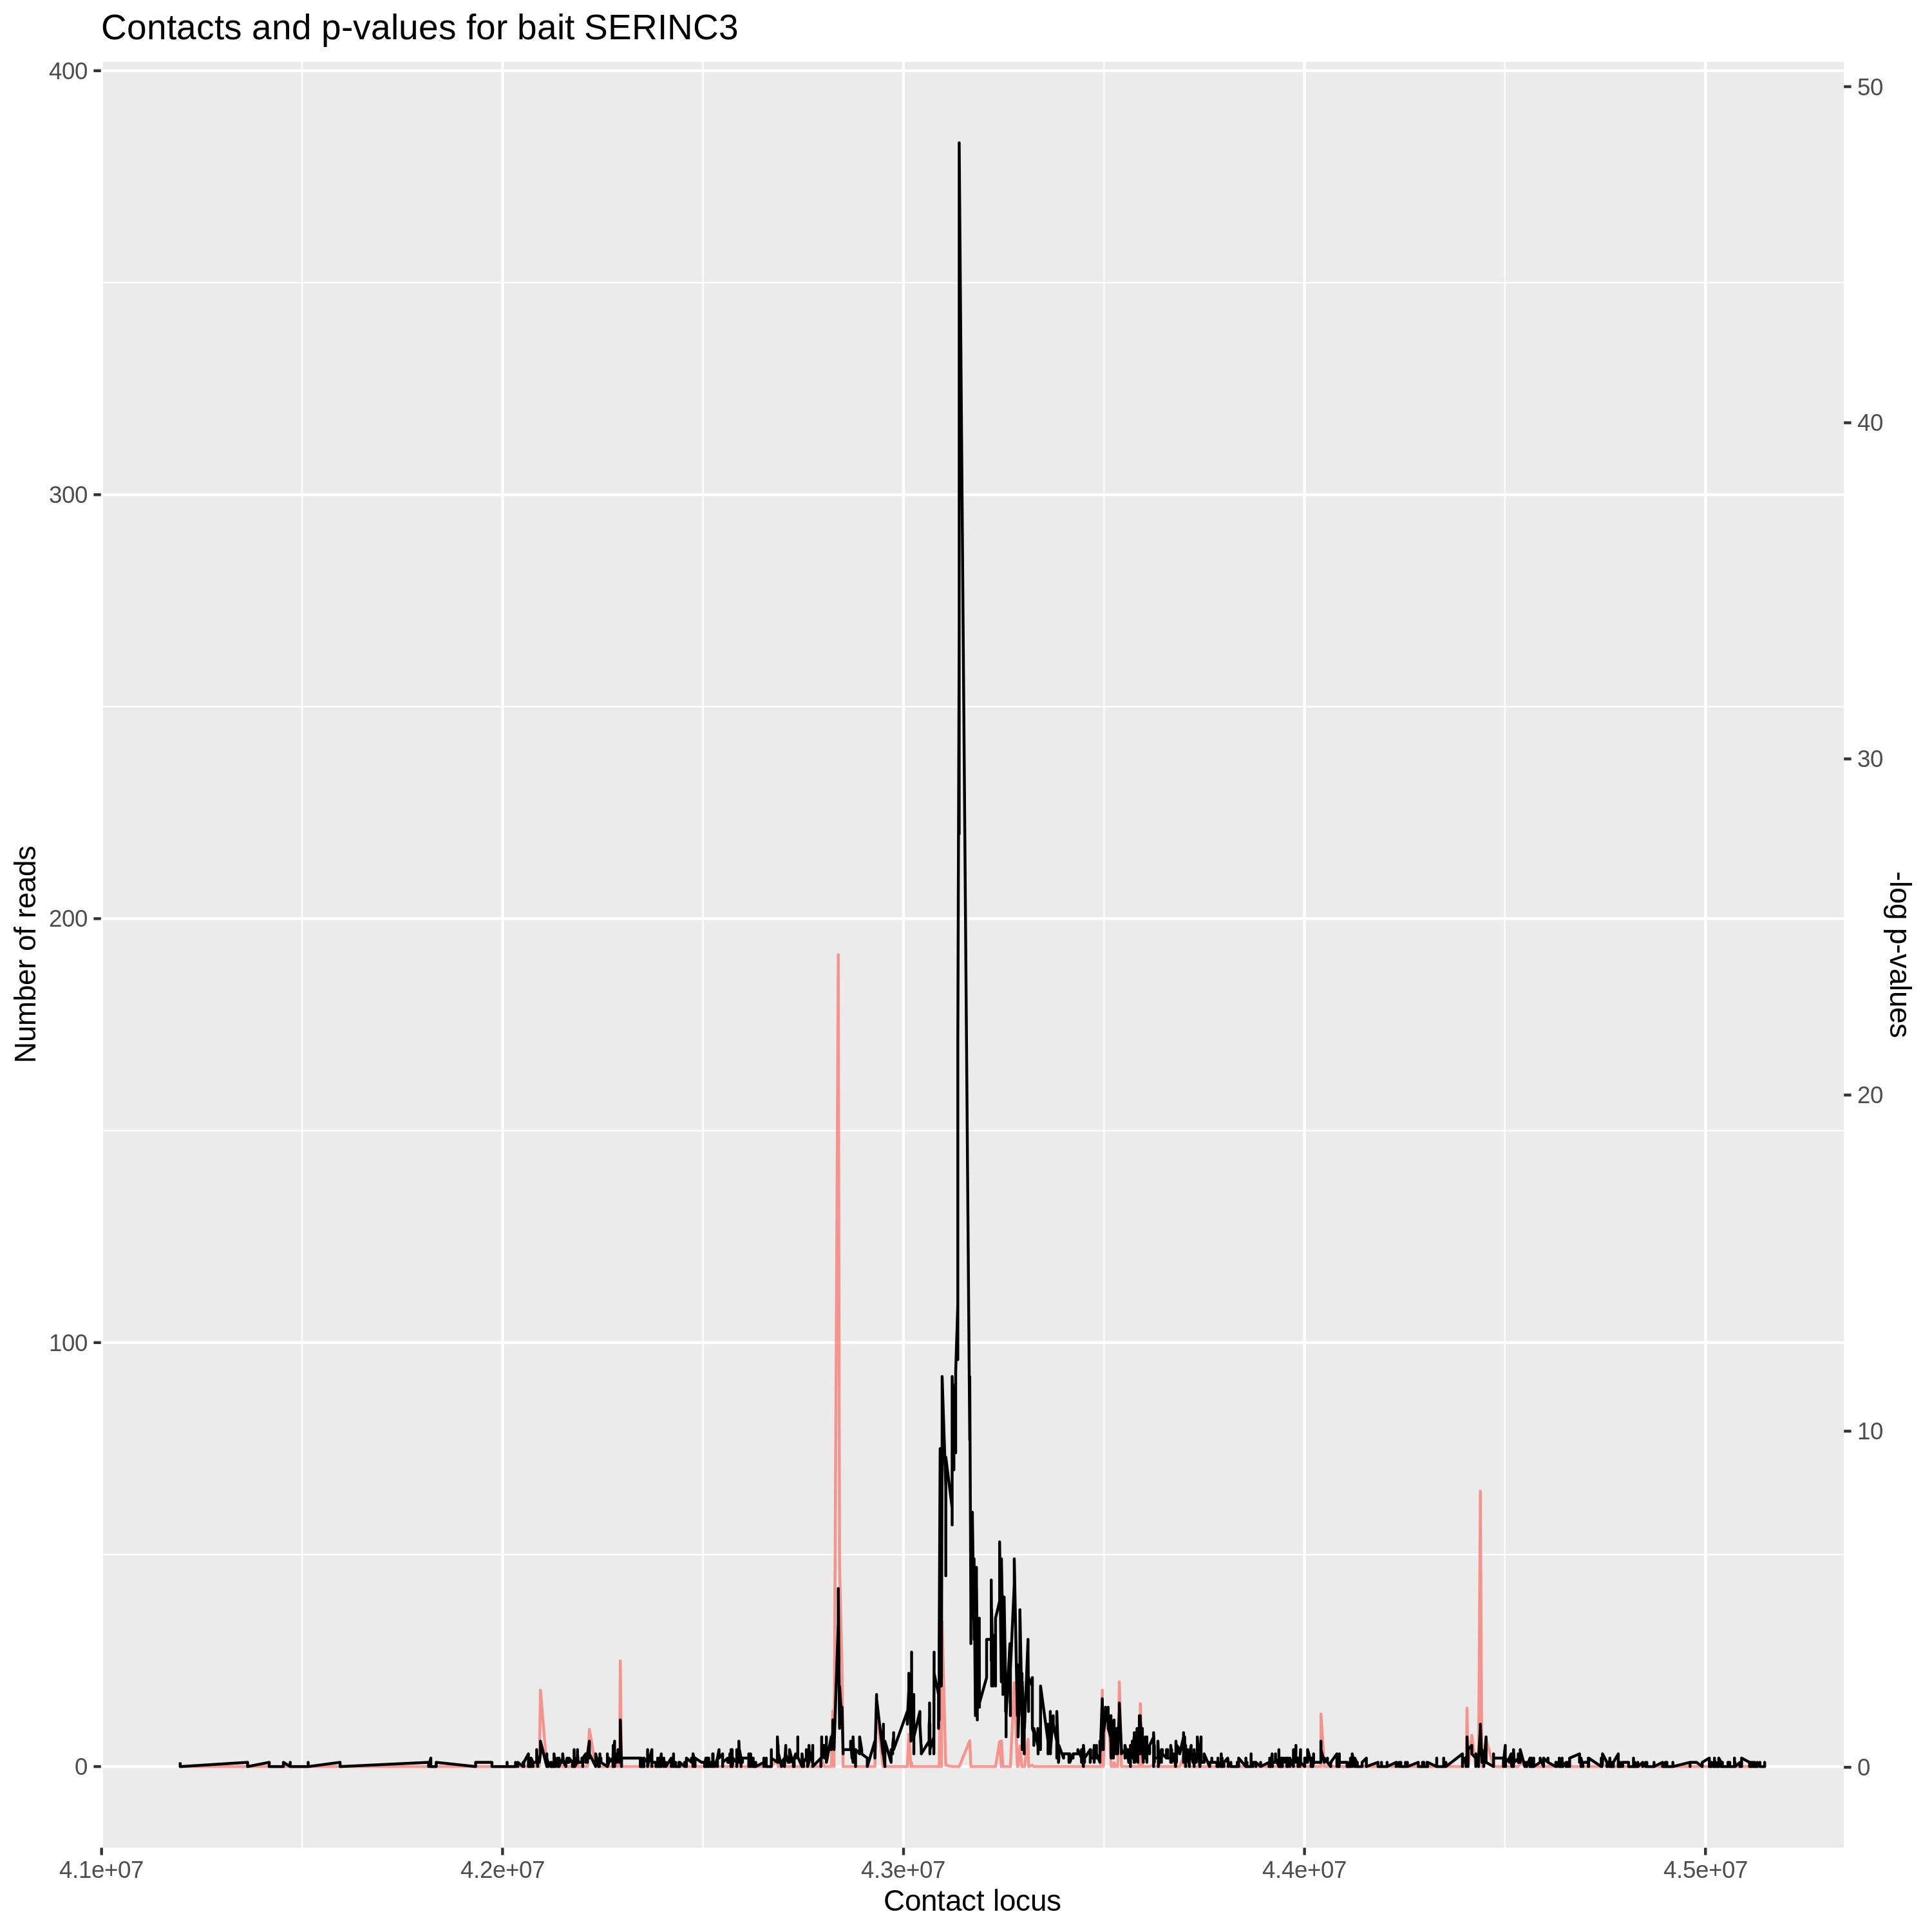 Contacts and p-values for bait SERINC3
400
300
200
100
0
Number of reads
50
40
30
20
10
0
-log p-values
4.1e+07 4.2e+07 4.3e+07 4.4e+07 4.5e+07
Contact locus